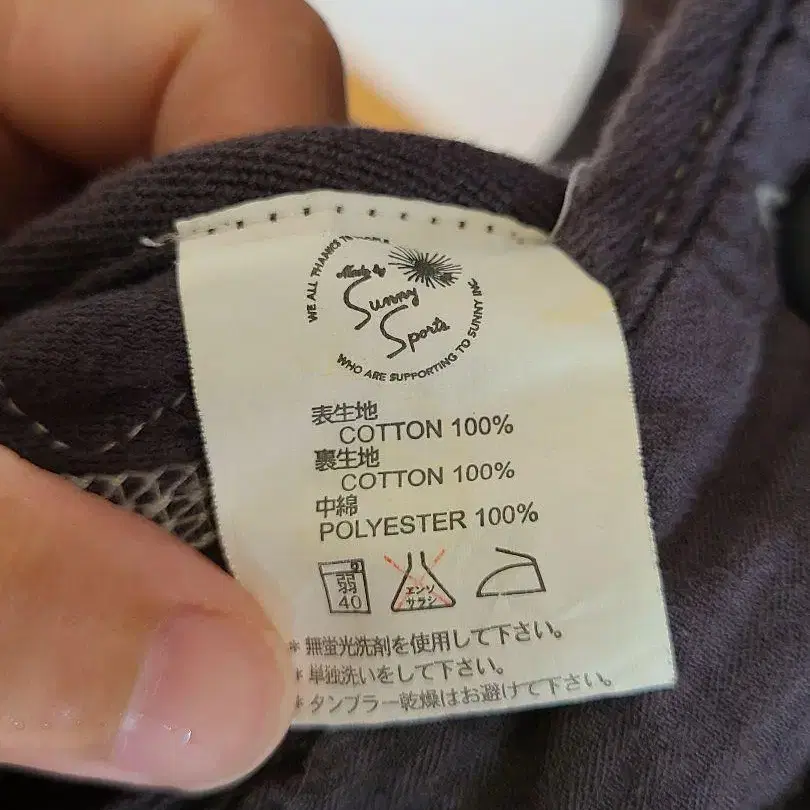 WE ALL THANKS
Made by
Sunny
Sports
WHO ARE SUPPORTING TO SUNNY INC
表生地
COTTON 100%
裏生地
COTTON 100%
中綿
POLYESTER 100%
弱
40
エンソ
サラシ
* 無蛍光洗剤を使用して下さい。
* 単独洗いをして下さい。
* タンブラー乾燥はお避けて下さい。